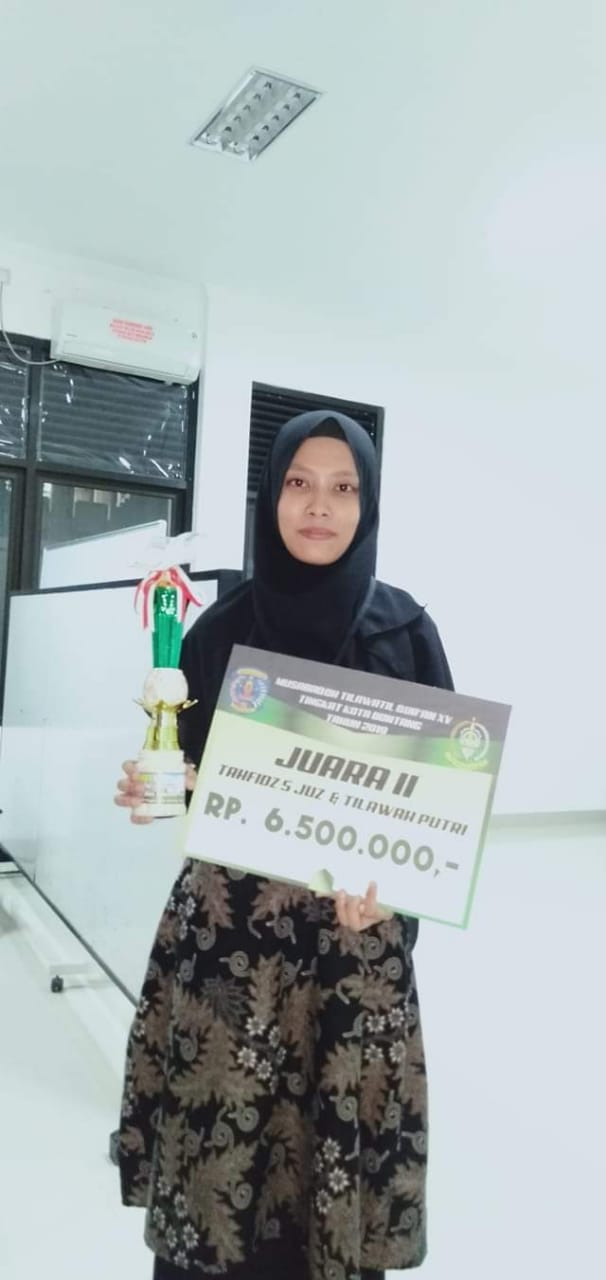 MUSABAQOH TILAWATIL QUR'AN XV
TINGKAT KOTA BONTANG
TAHUN 2019
JUARA II
TAHFIDZ 5 JUZ & TILAWAH PUTRI
RP. 6.500.000,-